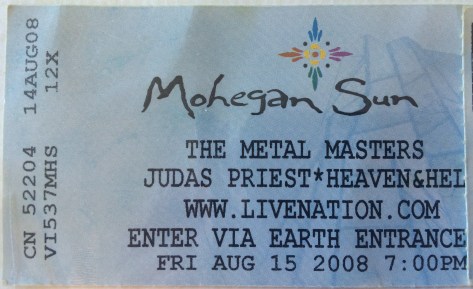 CN 52204 14AUG08
VI537MHS 12X
Mohegan Sun
THE METAL MASTERS
JUDAS PRIEST*HEAVEN&HEL
WWW.LIVENATION.COM
ENTER VIA EARTH ENTRANCE
FRI AUG 15 2008 7:00PM